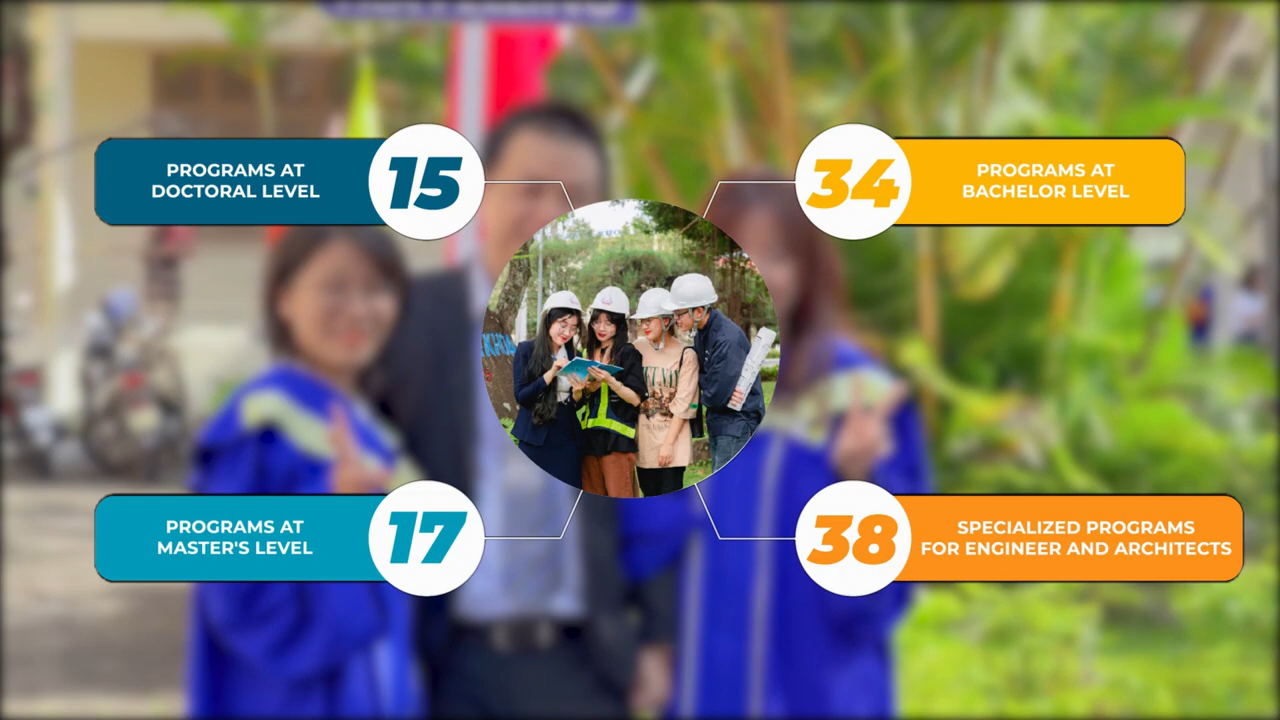 PROGRAMS AT
DOCTORAL LEVEL
15
34
PROGRAMS AT
BACHELOR LEVEL
PROGRAMS AT
MASTER'S LEVEL
17
38
SPECIALIZED PROGRAMS
FOR ENGINEER AND ARCHITECTS